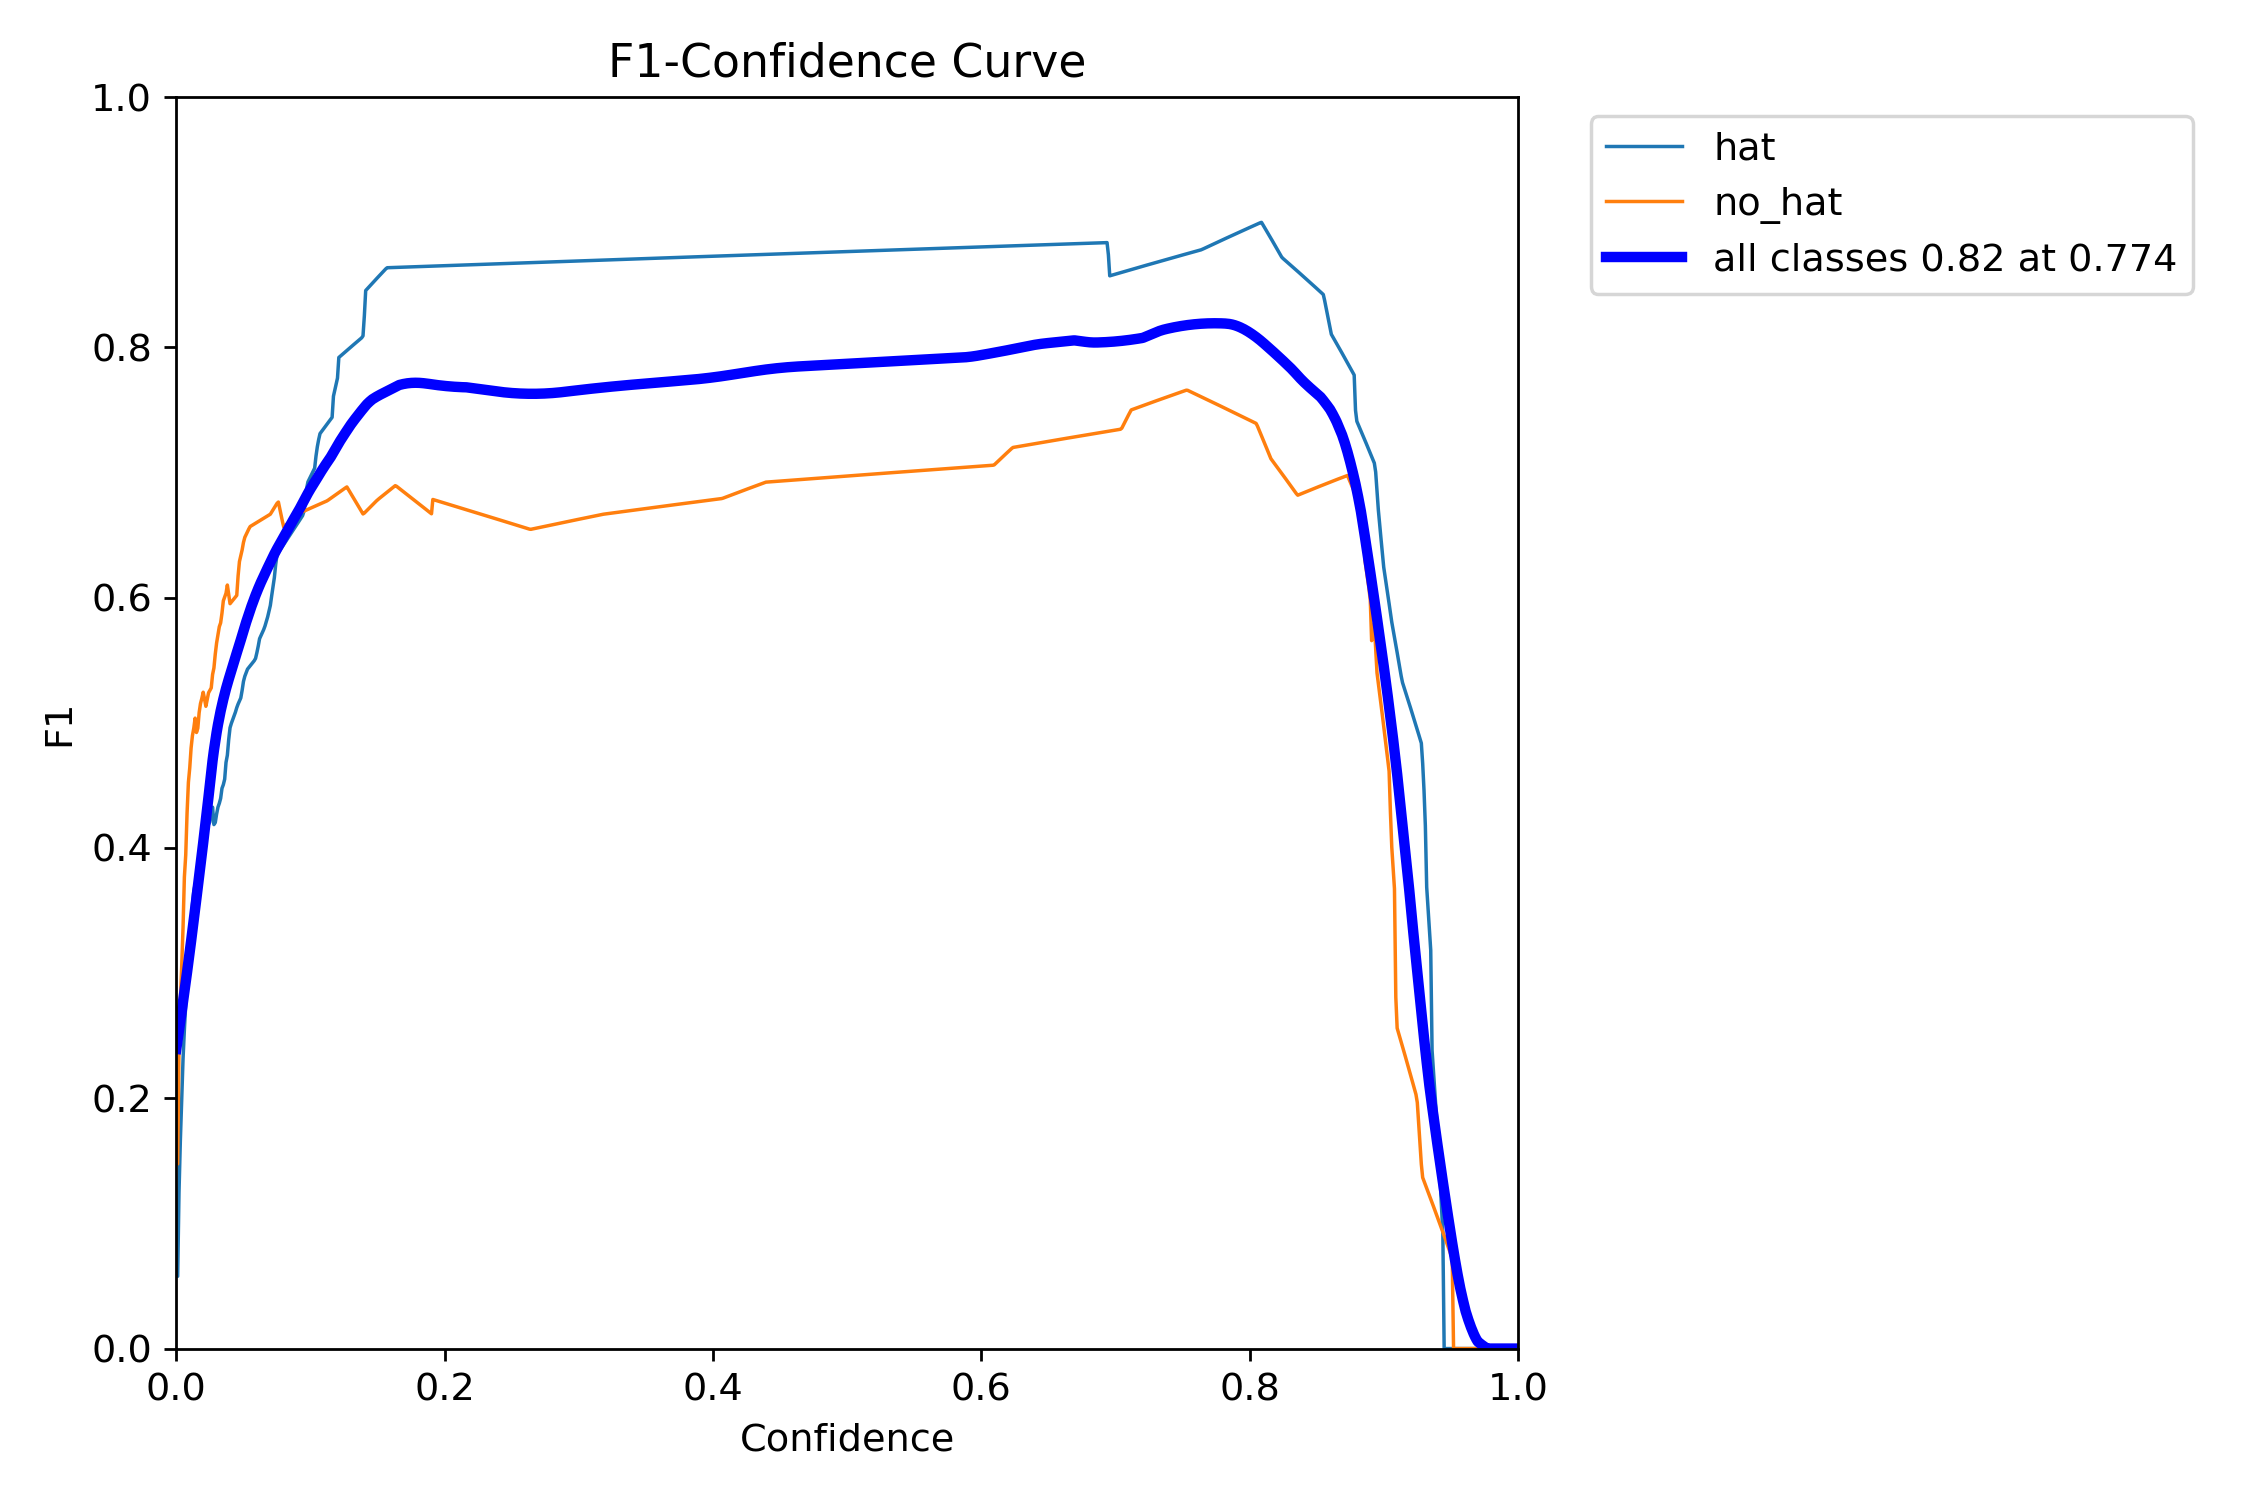 F1-Confidence Curve
1.0
0.8
0.6
0.4
0.2
0.0
F1
0.0 0.2 0.4 0.6 0.8 1.0
Confidence
hat
no_hat
all classes 0.82 at 0.774